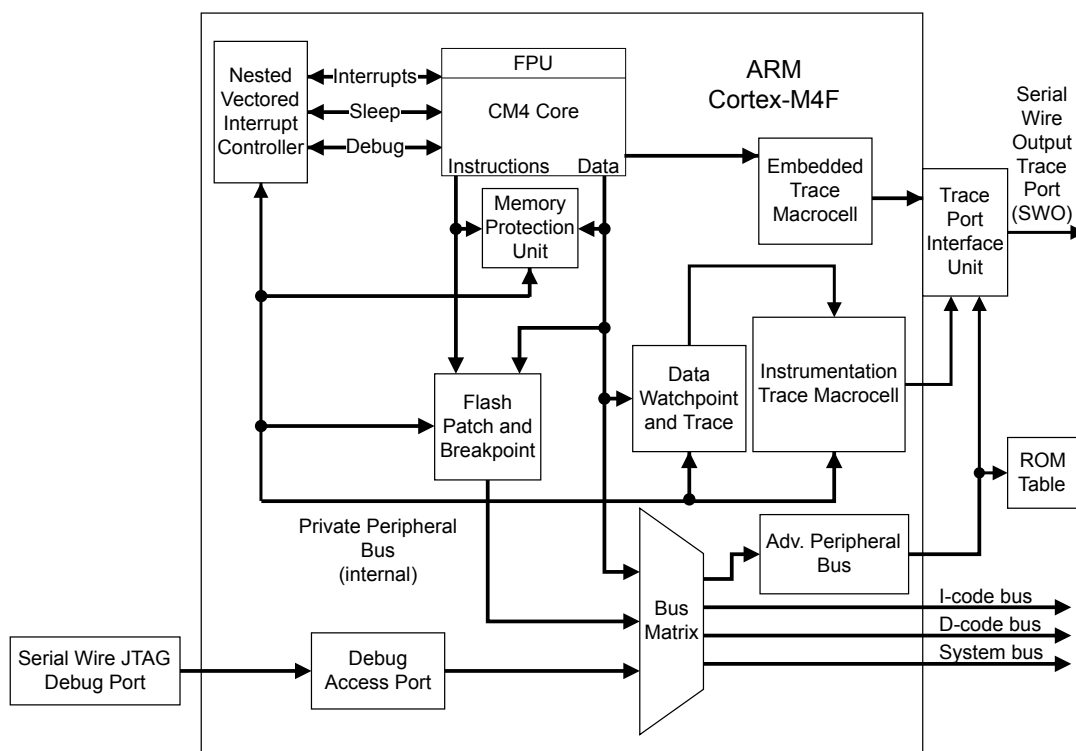 Nested
Vectored
Interrupt
Controller
Interrupts
Sleep
Debug
FPU
CM4 Core
Instructions
Data
ARM
Cortex-M4F
Memory
Protection
Unit
Embedded
Trace
Macrocell
Trace
Port
Interface
Unit
Serial
Wire
Output
Trace
Port
(SWO)
Flash
Patch and
Breakpoint
Data
Watchpoint
and Trace
Instrumentation
Trace Macrocell
ROM
Table
Private Peripheral
Bus
(internal)
Bus
Matrix
Adv. Peripheral
Bus
I-code bus
D-code bus
System bus
Serial Wire JTAG
Debug Port
Debug
Access Port